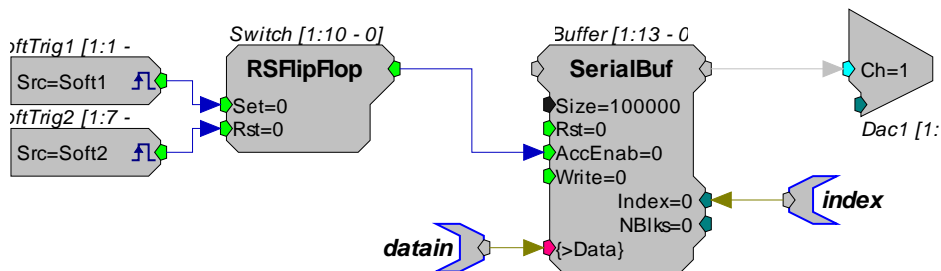 oftTrig1 [1:1 -
Src=Soft1
oftTrig2 [1:7 -
Src=Soft2
Switch [1:10 - 0]
RSFlipFlop
Set=0
Rst=0
Buffer [1:13 - 0
SerialBuf
Size=100000
Rst=0
AccEnab=0
Write=0
Index=0
NBlks=0
{>Data}
datain
index
Ch=1
Dac1 [1: